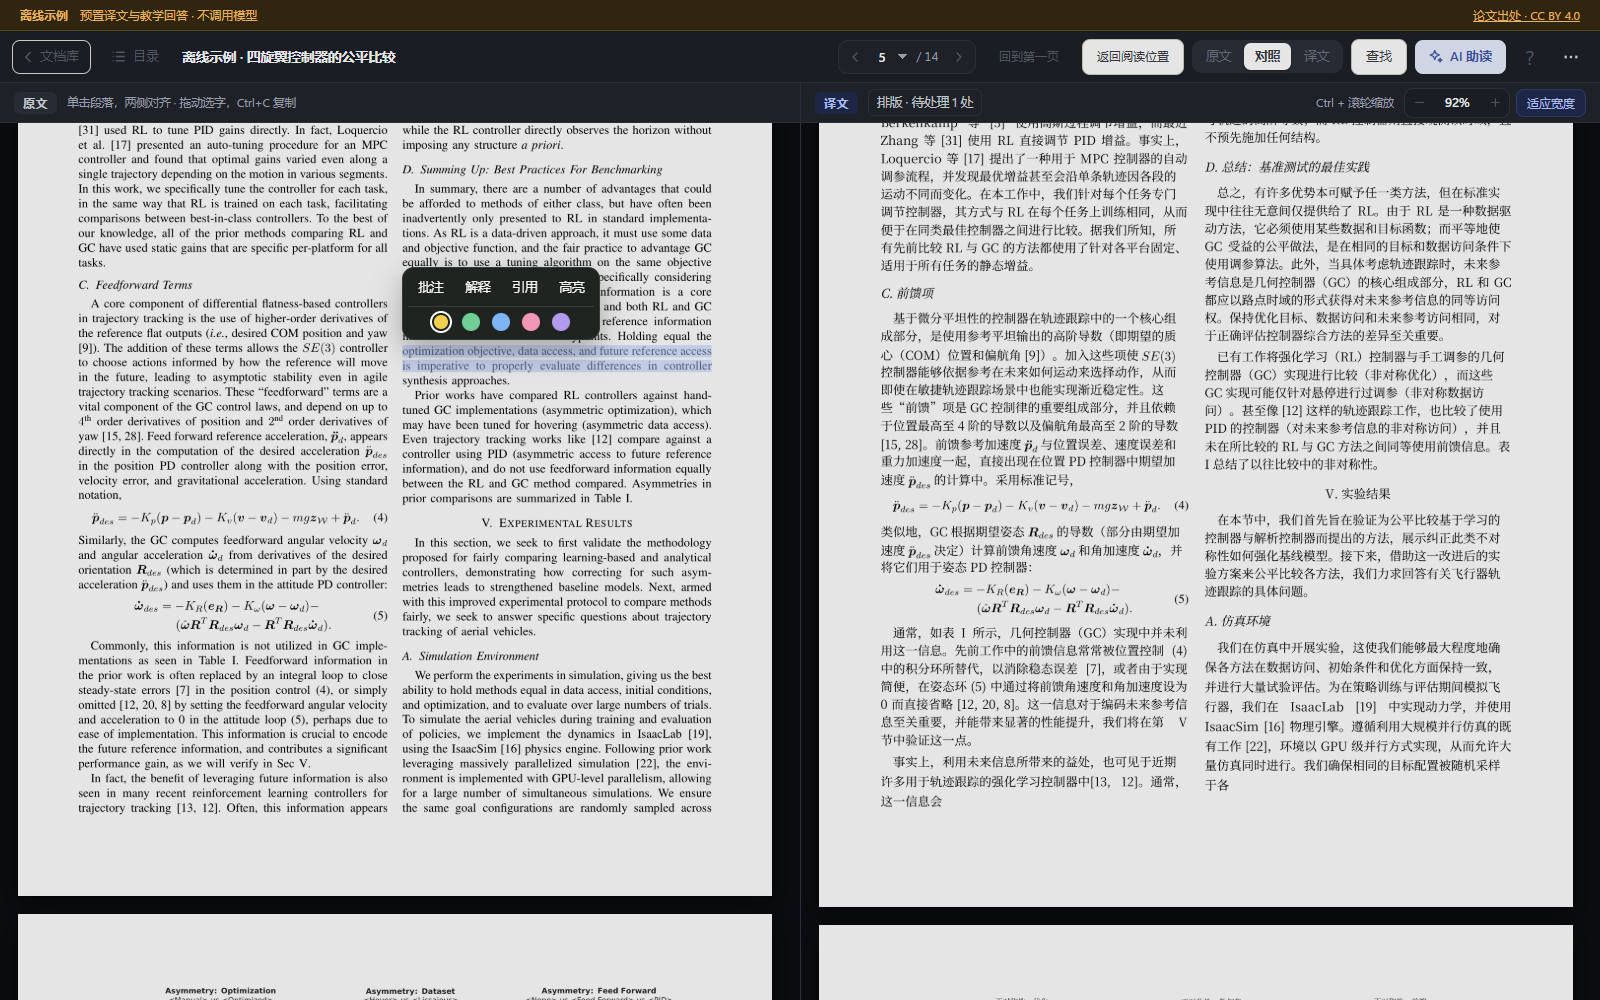 离线示例 预置译文与教学回答 · 不调用模型
论文出处 · CC BY 4.0
文档库
目录
离线示例 · 四旋翼控制器的公平比较
5 / 14
回到第一页
返回阅读位置
原文 对照 译文
查找
AI 助读
?
原文 单击段落，两侧对齐 · 拖动选字，Ctrl+C 复制
译文 排版 · 待处理 1 处
Ctrl + 滚轮缩放
92%
适应宽度
[31] used RL to tune PID gains directly. In fact, Loquercio
et al. [17] presented an auto-tuning procedure for an MPC
controller and found that optimal gains varied even along a
single trajectory depending on the motion in various segments.
In this work, we specifically tune the controller for each task,
in the same way that RL is trained on each task, facilitating
comparisons between best-in-class controllers. To the best of
our knowledge, all of the prior methods comparing RL and
GC have used static gains that are specific per-platform for all
tasks.
C. Feedforward Terms
A core component of differential flatness-based controllers
in trajectory tracking is the use of higher-order derivatives of
the reference flat outputs (i.e., desired COM position and yaw
[9]). The addition of these terms allows the SE(3) controller
to choose actions informed by how the reference will move
in the future, leading to asymptotic stability even in agile
trajectory tracking scenarios. These “feedforward” terms are a
vital component of the GC control laws, and depend on up to
4th order derivatives of position and 2nd order derivatives of
yaw [15, 28]. Feed forward reference acceleration, p̈d, appears
directly in the computation of the desired acceleration p̈des
in the position PD controller along with the position error,
velocity error, and gravitational acceleration. Using standard
notation,
p̈des = −Kp(p − pd) − Kv(v − vd) − mgzW + p̈d. (4)
Similarly, the GC computes feedforward angular velocity ωd
and angular acceleration ω̇d from derivatives of the desired
orientation Rdes (which is determined in part by the desired
acceleration p̈des) and uses them in the attitude PD controller:
ω̇des = −KR(eR) − Kω(ω − ωd)−
(ω̂RᵀRdesωd − RᵀRdesω̇d). (5)
Commonly, this information is not utilized in GC imple-
mentations as seen in Table I. Feedforward information in
the prior work is often replaced by an integral loop to close
steady-state errors [7] in the position control (4), or simply
omitted [12, 20, 8] by setting the feedforward angular velocity
and acceleration to 0 in the attitude loop (5), perhaps due to
ease of implementation. This information is crucial to encode
the future reference information, and contributes a significant
performance gain, as we will verify in Sec V.
In fact, the benefit of leveraging future information is also
seen in many recent reinforcement learning controllers for
trajectory tracking [13, 12]. Often, this information appears
while the RL controller directly observes the horizon without
imposing any structure a priori.
D. Summing Up: Best Practices For Benchmarking
In summary, there are a number of advantages that could
be afforded to methods of either class, but have often been
inadvertently only presented to RL in standard implementa-
tions. As RL is a data-driven approach, it must use some data
and objective function, and the fair practice to advantage GC
equally is to use a tuning algorithm on the same objective
pecifically considering
nformation is a core
and both RL and GC
reference information
nts. Holding equal the
批注 解释 引用 高亮
optimization objective, data access, and future reference access
is imperative to properly evaluate differences in controller
synthesis approaches.
Prior works have compared RL controllers against hand-
tuned GC implementations (asymmetric optimization), which
may have been tuned for hovering (asymmetric data access).
Even trajectory tracking works like [12] compare against a
controller using PID (asymmetric access to future reference
information), and do not use feedforward information equally
between the RL and GC method compared. Asymmetries in
prior comparisons are summarized in Table I.
V. EXPERIMENTAL RESULTS
In this section, we seek to first validate the methodology
proposed for fairly comparing learning-based and analytical
controllers, demonstrating how correcting for such asym-
metries leads to strengthened baseline models. Next, armed
with this improved experimental protocol to compare methods
fairly, we seek to answer specific questions about trajectory
tracking of aerial vehicles.
A. Simulation Environment
We perform the experiments in simulation, giving us the best
ability to hold methods equal in data access, initial conditions,
and optimization, and to evaluate over large numbers of trials.
To simulate the aerial vehicles during training and evaluation
of policies, we implement the dynamics in IsaacLab [19],
using the IsaacSim [16] physics engine. Following prior work
leveraging massively parallelized simulation [22], the envi-
ronment is implemented with GPU-level parallelism, allowing
for a large number of simultaneous simulations. We ensure
the same goal configurations are randomly sampled across
Asymmetry: Optimization
Asymmetry: Dataset
Asymmetry: Feed Forward
Zhang 等 [31] 使用 RL 直接调节 PID 增益。事实上，
Loquercio 等 [17] 提出了一种用于 MPC 控制器的自动
调参流程，并发现最优增益甚至会沿单条轨迹因各段的
运动不同而变化。在本工作中，我们针对每个任务专门
调节控制器，其方式与 RL 在每个任务上训练相同，从而
便于在同类最佳控制器之间进行比较。据我们所知，所
有先前比较 RL 与 GC 的方法都使用了针对各平台固定、
适用于所有任务的静态增益。
C. 前馈项
基于微分平坦性的控制器在轨迹跟踪中的一个核心组
成部分，是使用参考平坦输出的高阶导数（即期望的质
心（COM）位置和偏航角 [9]）。加入这些项使 SE(3)
控制器能够依据参考在未来如何运动来选择动作，从而
即使在敏捷轨迹跟踪场景中也能实现渐近稳定性。这
些“前馈”项是 GC 控制律的重要组成部分，并且依赖
于位置最高至 4 阶的导数以及偏航角最高至 2 阶的导数
[15, 28]。前馈参考加速度 p̈d 与位置误差、速度误差和
重力加速度一起，直接出现在位置 PD 控制器中期望加
速度 p̈des 的计算中。采用标准记号，
p̈des = −Kp(p − pd) − Kv(v − vd) − mgzW + p̈d. (4)
类似地，GC 根据期望姿态 Rdes 的导数（部分由期望加
速度 p̈des 决定）计算前馈角速度 ωd 和角加速度 ω̇d，并
将它们用于姿态 PD 控制器：
ω̇des = −KR(eR) − Kω(ω − ωd)−
(ω̂RᵀRdesωd − RᵀRdesω̇d). (5)
通常，如表 I 所示，几何控制器（GC）实现中并未利
用这一信息。先前工作中的前馈信息常常被位置控制 (4)
中的积分环所替代，以消除稳态误差 [7]，或者由于实现
简便，在姿态环 (5) 中通过将前馈角速度和角加速度设为
0 而直接省略 [12, 20, 8]。这一信息对于编码未来参考信
息至关重要，并能带来显著的性能提升，我们将在第 V
节中验证这一点。
事实上，利用未来信息所带来的益处，也可见于近期
许多用于轨迹跟踪的强化学习控制器中[13, 12]。通常，
这一信息会
不预先施加任何结构。
D. 总结：基准测试的最佳实践
总之，有许多优势本可赋予任一类方法，但在标准实
现中往往无意间仅提供给了 RL。由于 RL 是一种数据驱
动方法，它必须使用某些数据和目标函数；而平等地使
GC 受益的公平做法，是在相同的目标和数据访问条件下
使用调参算法。此外，当具体考虑轨迹跟踪时，未来参
考信息是几何控制器（GC）的核心组成部分，RL 和 GC
都应以路点时域的形式获得对未来参考信息的同等访问
权。保持优化目标、数据访问和未来参考访问相同，对
于正确评估控制器综合方法的差异至关重要。
已有工作将强化学习（RL）控制器与手工调参的几何
控制器（GC）实现进行比较（非对称优化），而这些
GC 实现可能仅针对悬停进行过调参（非对称数据访
问）。甚至像 [12] 这样的轨迹跟踪工作，也比较了使用
PID 的控制器（对未来参考信息的非对称访问），并且
未在所比较的 RL 与 GC 方法之间同等使用前馈信息。表
I 总结了以往比较中的非对称性。
V. 实验结果
在本节中，我们首先旨在验证为公平比较基于学习的
控制器与解析控制器而提出的方法，展示纠正此类不对
称性如何强化基线模型。接下来，借助这一改进后的实
验方案来公平比较各方法，我们力求回答有关飞行器轨
迹跟踪的具体问题。
A. 仿真环境
我们在仿真中开展实验，这使我们能够最大程度地确
保各方法在数据访问、初始条件和优化方面保持一致，
并进行大量试验评估。为在策略训练与评估期间模拟飞
行器，我们在 IsaacLab [19] 中实现动力学，并使用
IsaacSim [16] 物理引擎。遵循利用大规模并行仿真的既
有工作 [22]，环境以 GPU 级并行方式实现，从而允许大
量仿真同时进行。我们确保相同的目标配置被随机采样
于各